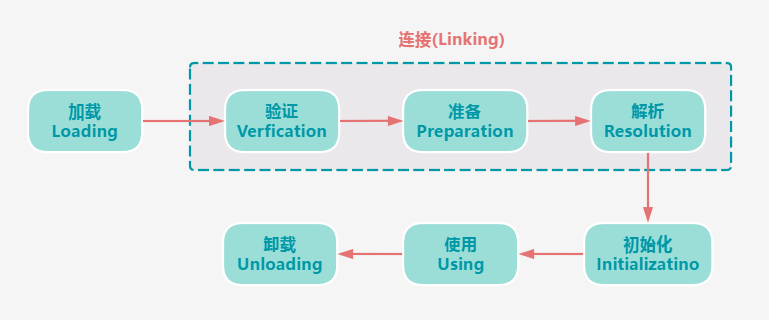 连接(Linking)
加载
Loading
验证
Verfication
准备
Preparation
解析
Resolution
初始化
Initializatino
使用
Using
卸载
Unloading